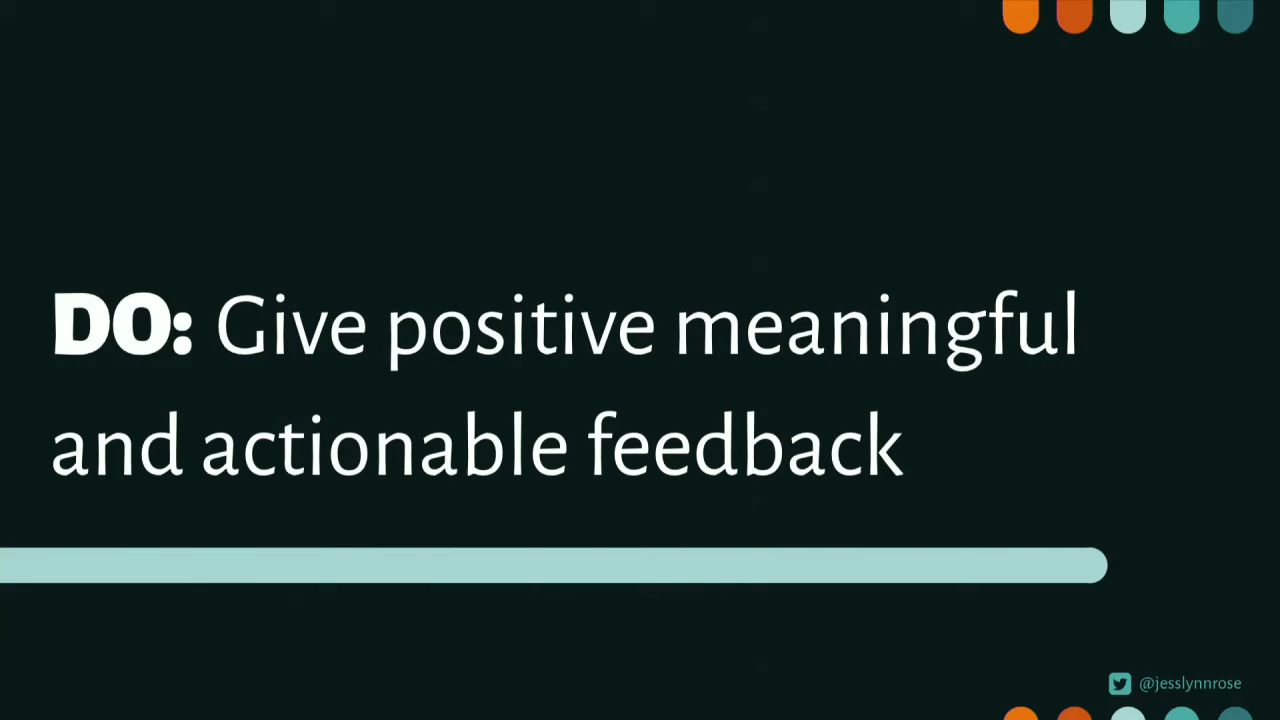 DO: Give positive meaningful
and actionable feedback
@jesslynnrose